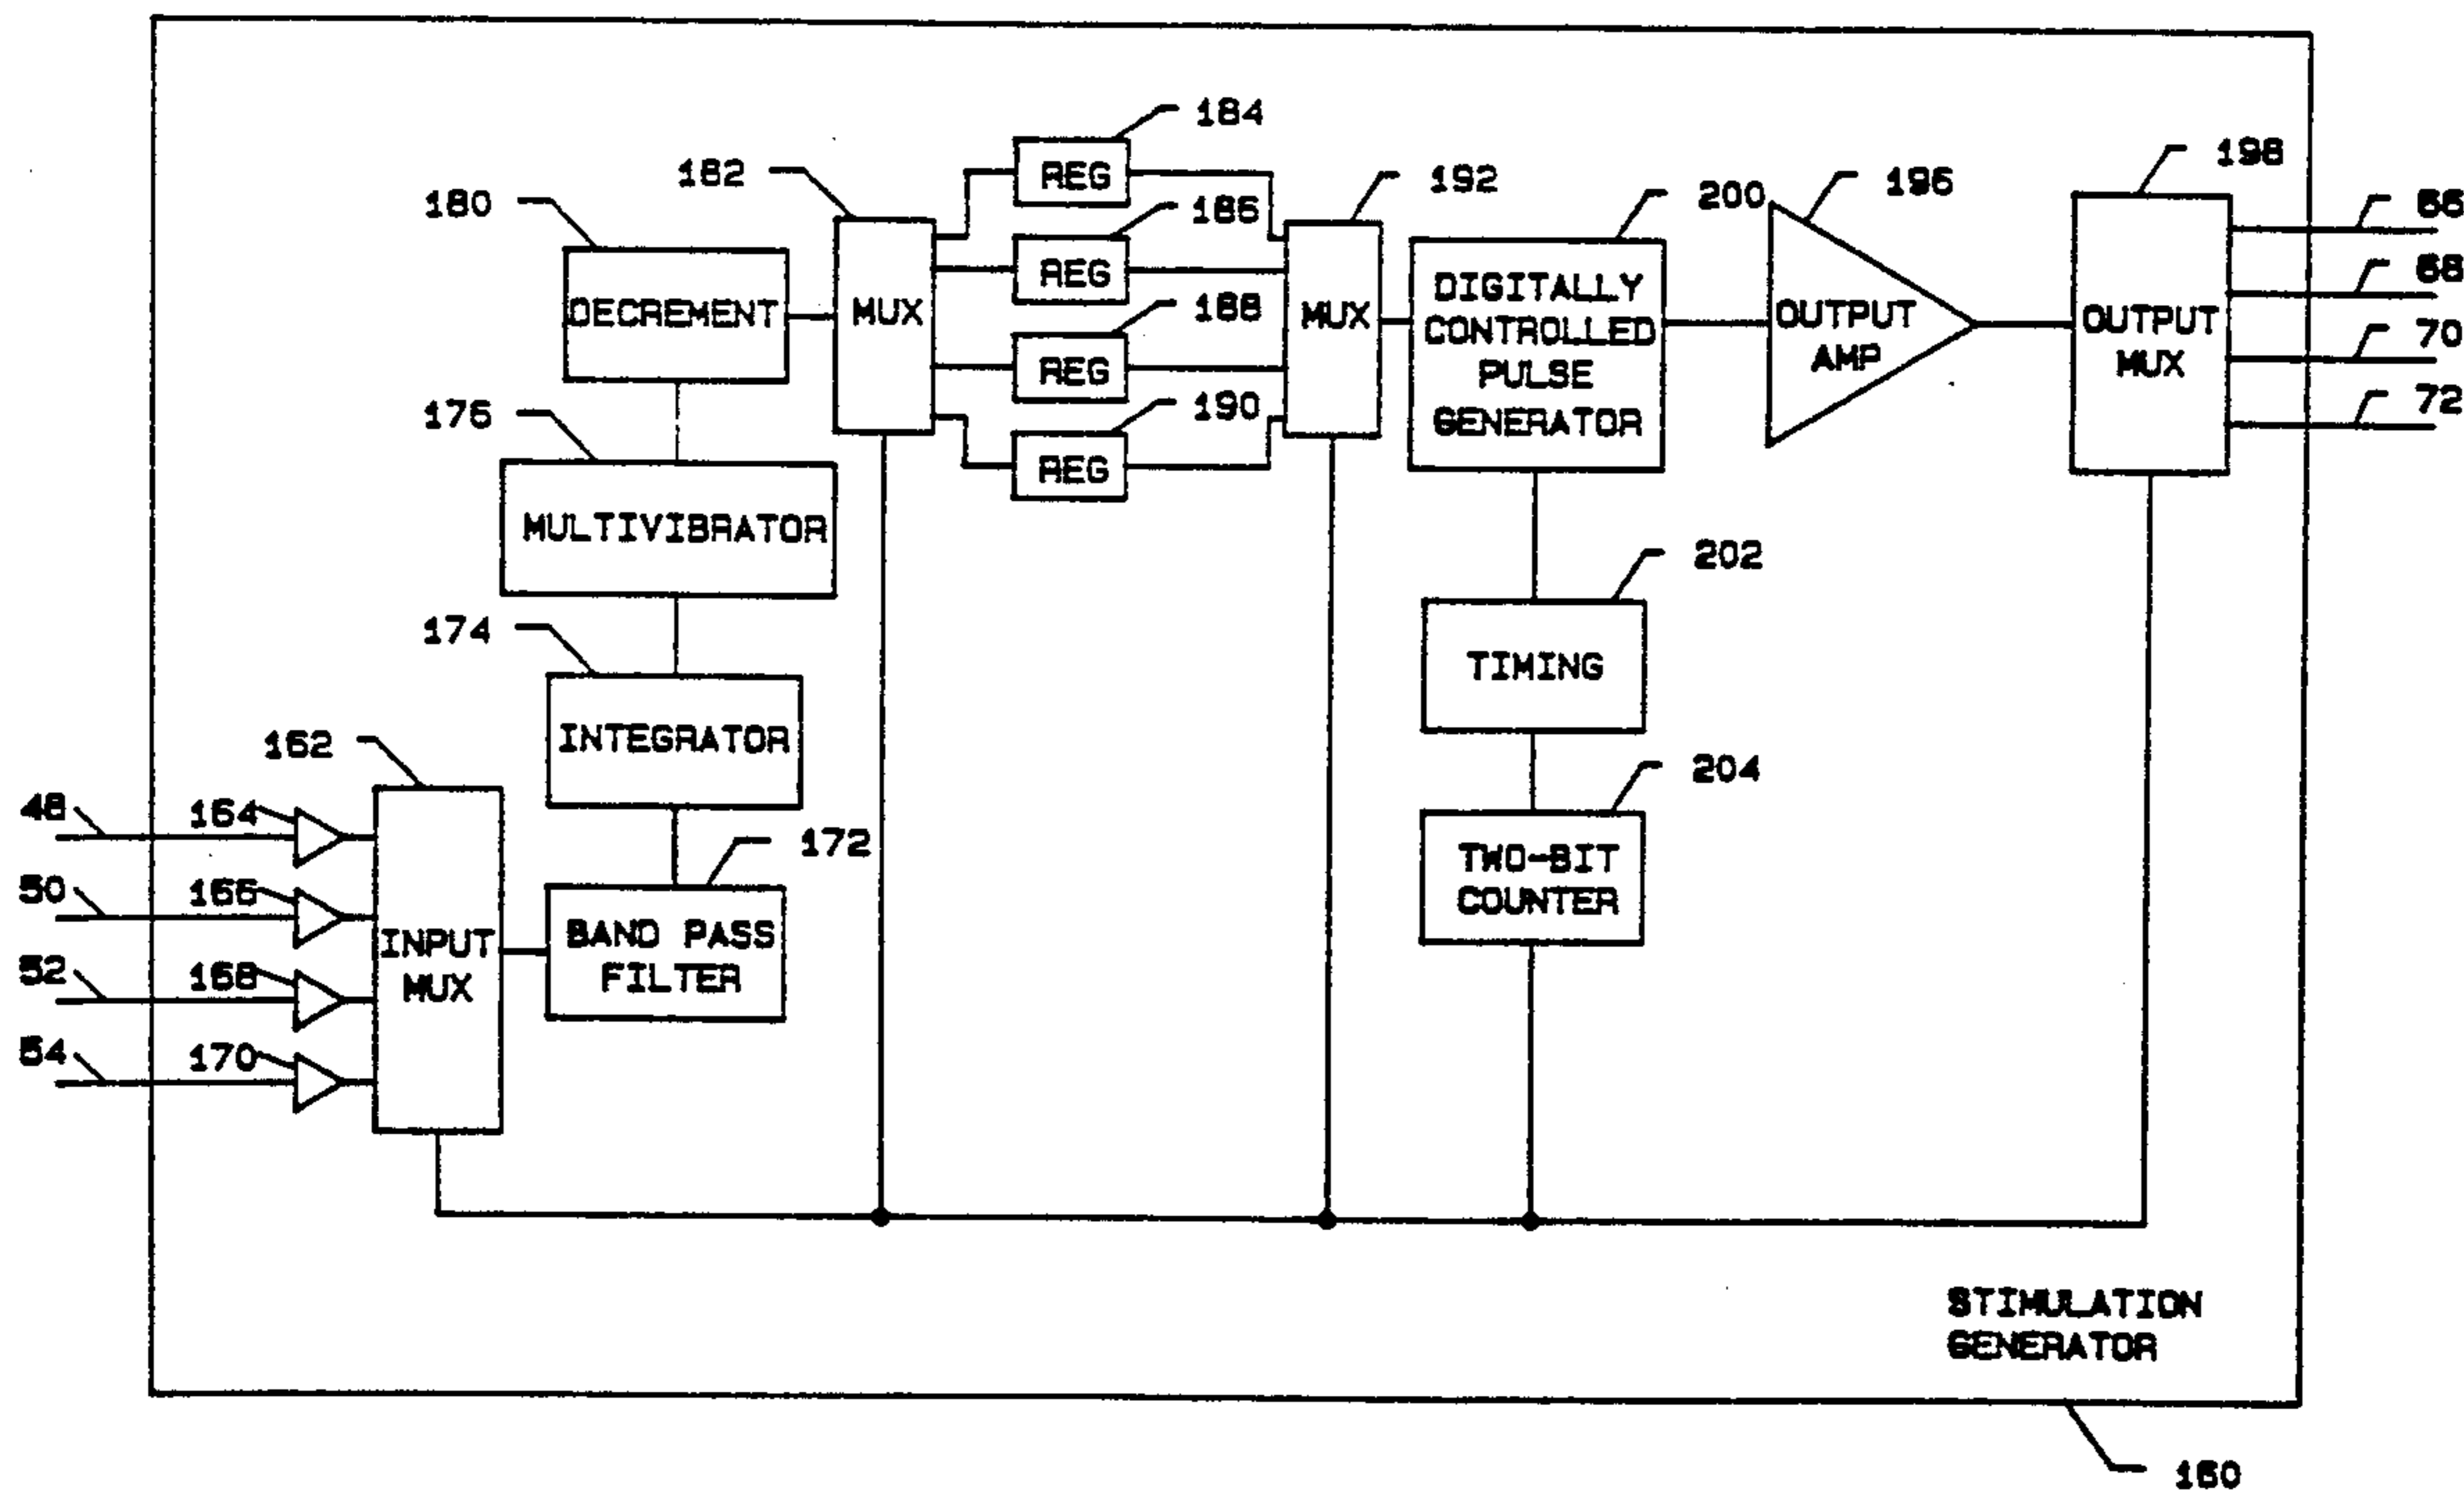 184
182
REG
192
198
180
186
200
196
66
REG
68
DECREMENT
MUX
188
MUX
DIGITALLY
CONTROLLED
PULSE
GENERATOR
OUTPUT
AMP
OUTPUT
MUX
70
REG
72
176
190
REG
MULTIVIBRATOR
202
174
TIMING
162
INTEGRATOR
204
48
164
172
TWO-BIT
COUNTER
50
166
INPUT
MUX
BAND PASS
FILTER
52
168
54
170
STIMULATION
GENERATOR
160